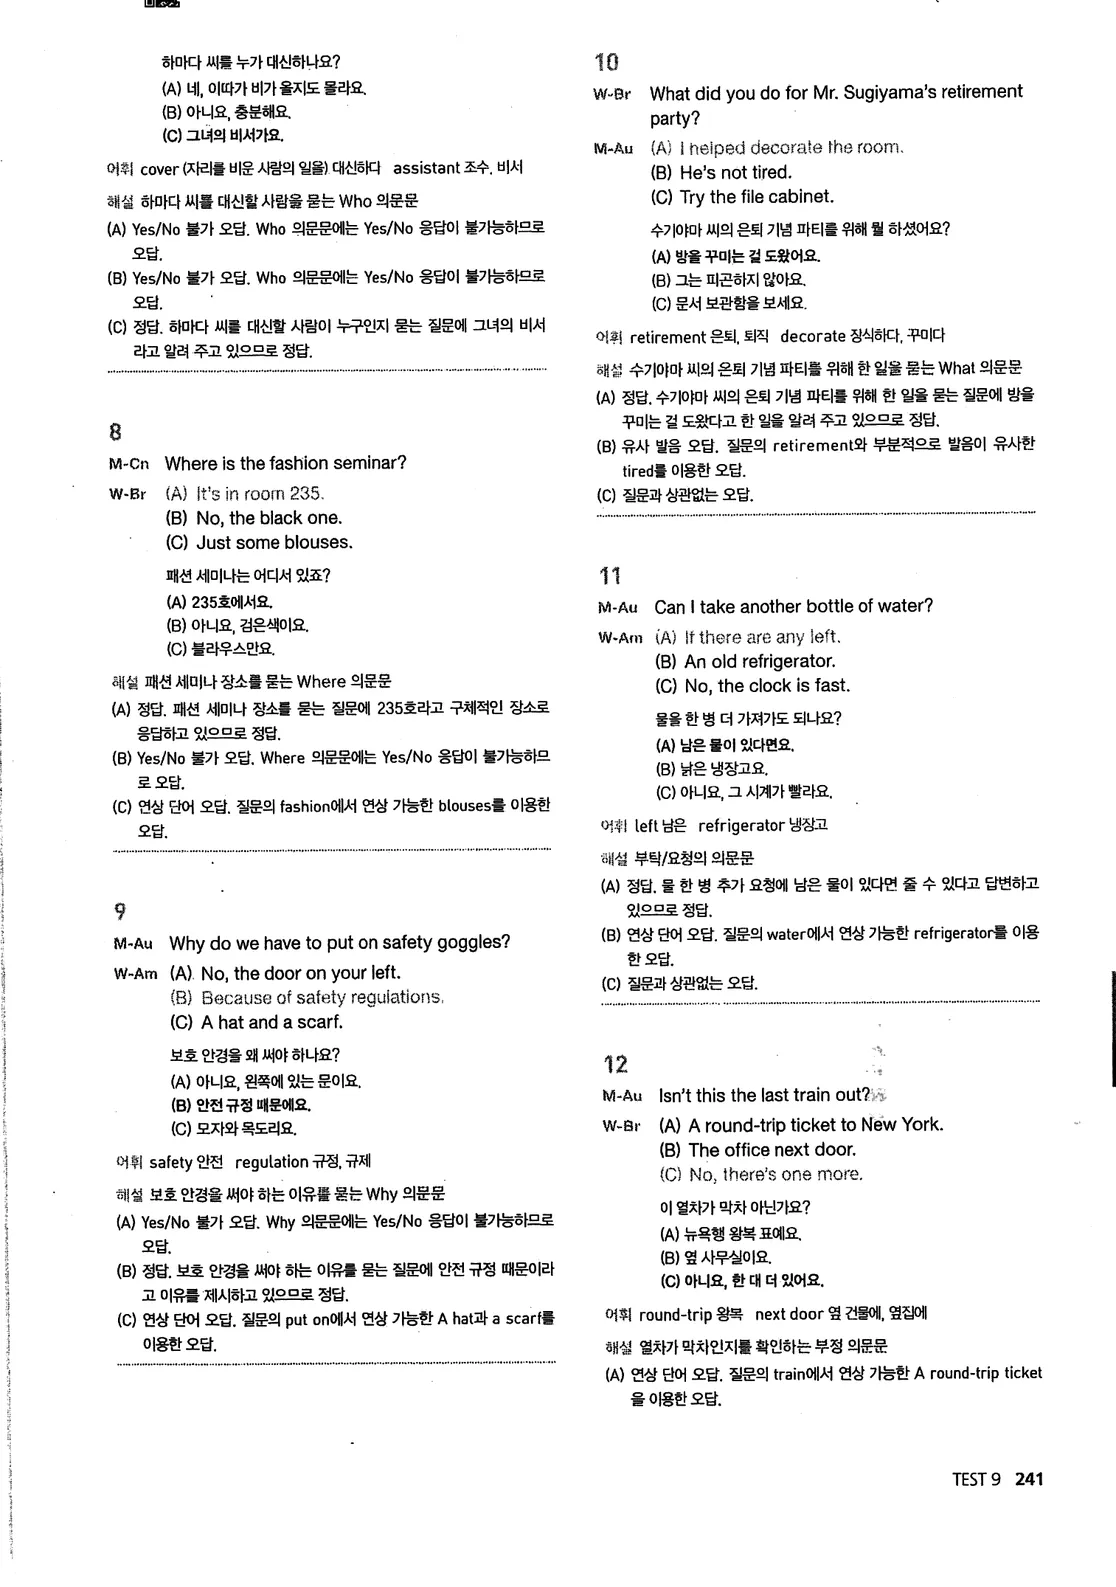 하마다 씨를 누가 대신하나요?
(A) 네, 이따가 비가 올지도 몰라요.
(B) 아니요, 충분해요.
(C) 그녀의 비서가요.
어휘 cover (자리를 비운 사람의 일을) 대신하다 assistant 조수, 비서
해설 하마다 씨를 대신할 사람을 묻는 Who 의문문
(A) Yes/No 불가 오답. Who 의문문에는 Yes/No 응답이 불가능하므로
오답.
(B) Yes/No 불가 오답. Who 의문문에는 Yes/No 응답이 불가능하므로
오답.
(C) 정답. 하마다 씨를 대신할 사람이 누구인지 묻는 질문에 그녀의 비서
라고 알려 주고 있으므로 정답.
8
M-Cn Where is the fashion seminar?
W-Br (A) It's in room 235.
(B) No, the black one.
(C) Just some blouses.
패션 세미나는 어디서 있죠?
(A) 235호에서요.
(B) 아니요, 검은색이요.
(C) 블라우스만요.
해설 패션 세미나 장소를 묻는 Where 의문문
(A) 정답. 패션 세미나 장소를 묻는 질문에 235호라고 구체적인 장소로
응답하고 있으므로 정답.
(B) Yes/No 불가 오답. Where 의문문에는 Yes/No 응답이 불가능하므
로 오답.
(C) 연상 단어 오답. 질문의 fashion에서 연상 가능한 blouses를 이용한
오답.
9
M-Au Why do we have to put on safety goggles?
W-Am (A) No, the door on your left.
(B) Because of safety regulations.
(C) A hat and a scarf.
보호 안경을 왜 써야 하나요?
(A) 아니요, 왼쪽에 있는 문이요.
(B) 안전 규정 때문에요.
(C) 모자와 목도리요.
어휘 safety 안전 regulation 규정, 규제
해설 보호 안경을 써야 하는 이유를 묻는 Why 의문문
(A) Yes/No 불가 오답. Why 의문문에는 Yes/No 응답이 불가능하므로
오답.
(B) 정답. 보호 안경을 써야 하는 이유를 묻는 질문에 안전 규정 때문이라
고 이유를 제시하고 있으므로 정답.
(C) 연상 단어 오답. 질문의 put on에서 연상 가능한 A hat과 a scarf를
이용한 오답.
10
W-Br What did you do for Mr. Sugiyama's retirement
party?
M-Au (A) I helped decorate the room.
(B) He's not tired.
(C) Try the file cabinet.
수기야마 씨의 은퇴 기념 파티를 위해 뭘 하셨어요?
(A) 방을 꾸미는 걸 도왔어요.
(B) 그는 피곤하지 않아요.
(C) 문서 보관함을 보세요.
어휘 retirement 은퇴, 퇴직 decorate 장식하다, 꾸미다
해설 수기야마 씨의 은퇴 기념 파티를 위해 한 일을 묻는 What 의문문
(A) 정답. 수기야마 씨의 은퇴 기념 파티를 위해 한 일을 묻는 질문에 방을
꾸미는 걸 도왔다고 한 일을 알려 주고 있으므로 정답.
(B) 유사 발음 오답. 질문의 retirement와 부분적으로 발음이 유사한
tired를 이용한 오답.
(C) 질문과 상관없는 오답.
11
M-Au Can I take another bottle of water?
W-Am (A) If there are any left.
(B) An old refrigerator.
(C) No, the clock is fast.
물을 한 병 더 가져가도 되나요?
(A) 남은 물이 있다면요.
(B) 낡은 냉장고요.
(C) 아니요, 그 시계가 빨라요.
어휘 left 남은 refrigerator 냉장고
해설 부탁/요청의 의문문
(A) 정답. 물 한 병 추가 요청에 남은 물이 있다면 줄 수 있다고 답변하고
있으므로 정답.
(B) 연상 단어 오답. 질문의 water에서 연상 가능한 refrigerator를 이용
한 오답.
(C) 질문과 상관없는 오답.
12
M-Au Isn't this the last train out?
W-Br (A) A round-trip ticket to New York.
(B) The office next door.
(C) No, there's one more.
이 열차가 막차 아닌가요?
(A) 뉴욕행 왕복 표예요.
(B) 옆 사무실이요.
(C) 아니요, 한 대 더 있어요.
어휘 round-trip 왕복 next door 옆 건물에, 옆집에
해설 열차가 막차인지를 확인하는 부정 의문문
(A) 연상 단어 오답. 질문의 train에서 연상 가능한 A round-trip ticket
을 이용한 오답.
TEST 9 241